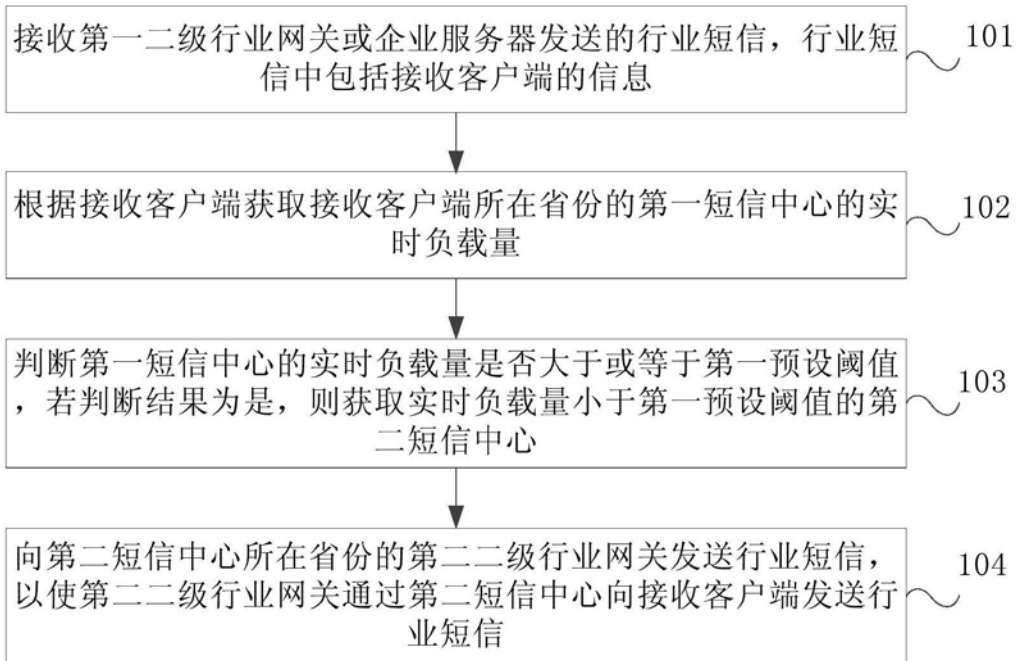 接收第一二级行业网关或企业服务器发送的行业短信，行业短
信中包括接收客户端的信息
101
根据接收客户端获取接收客户端所在省份的第一短信中心的实
时负载量
102
判断第一短信中心的实时负载量是否大于或等于第一预设阈值
，若判断结果为是，则获取实时负载量小于第一预设阈值的第
二短信中心
103
向第二短信中心所在省份的第二二级行业网关发送行业短信，
以使第二二级行业网关通过第二短信中心向接收客户端发送行
业短信
104